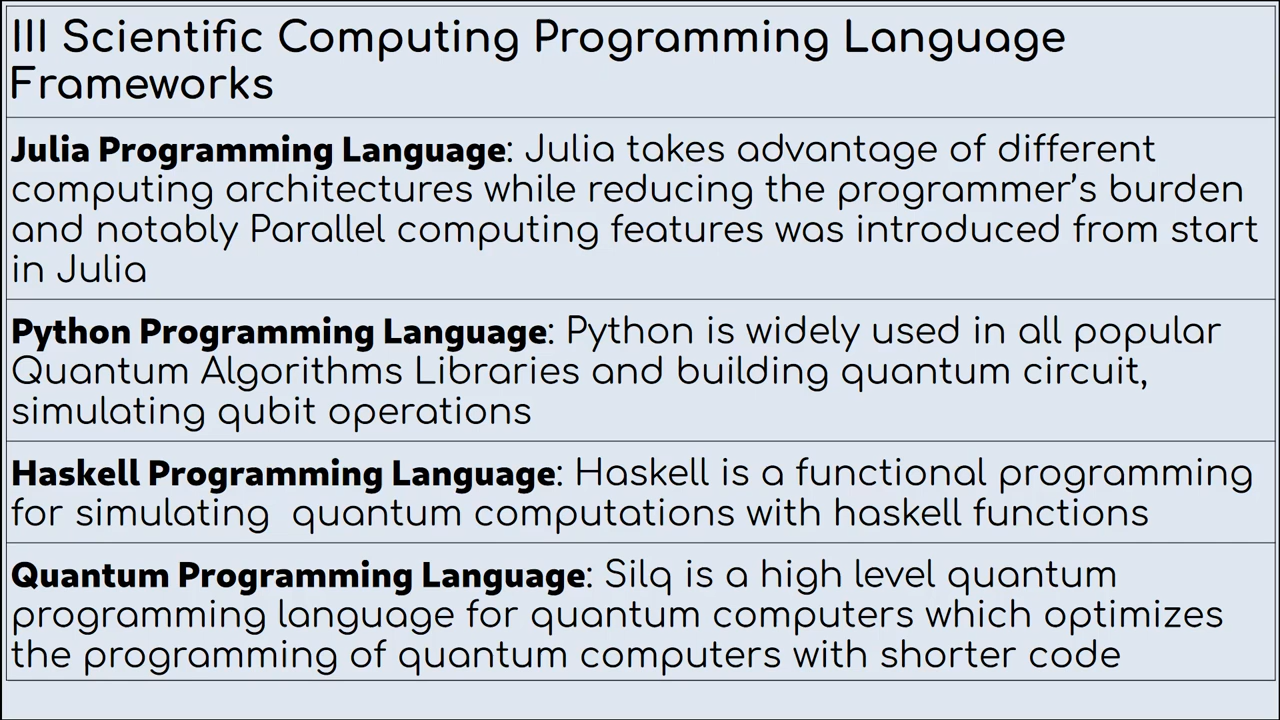 III Scientific Computing Programming Language
Frameworks
Julia Programming Language: Julia takes advantage of different
computing architectures while reducing the programmer’s burden
and notably Parallel computing features was introduced from start
in Julia
Python Programming Language: Python is widely used in all popular
Quantum Algorithms Libraries and building quantum circuit,
simulating qubit operations
Haskell Programming Language: Haskell is a functional programming
for simulating  quantum computations with haskell functions
Quantum Programming Language: Silq is a high level quantum
programming language for quantum computers which optimizes
the programming of quantum computers with shorter code